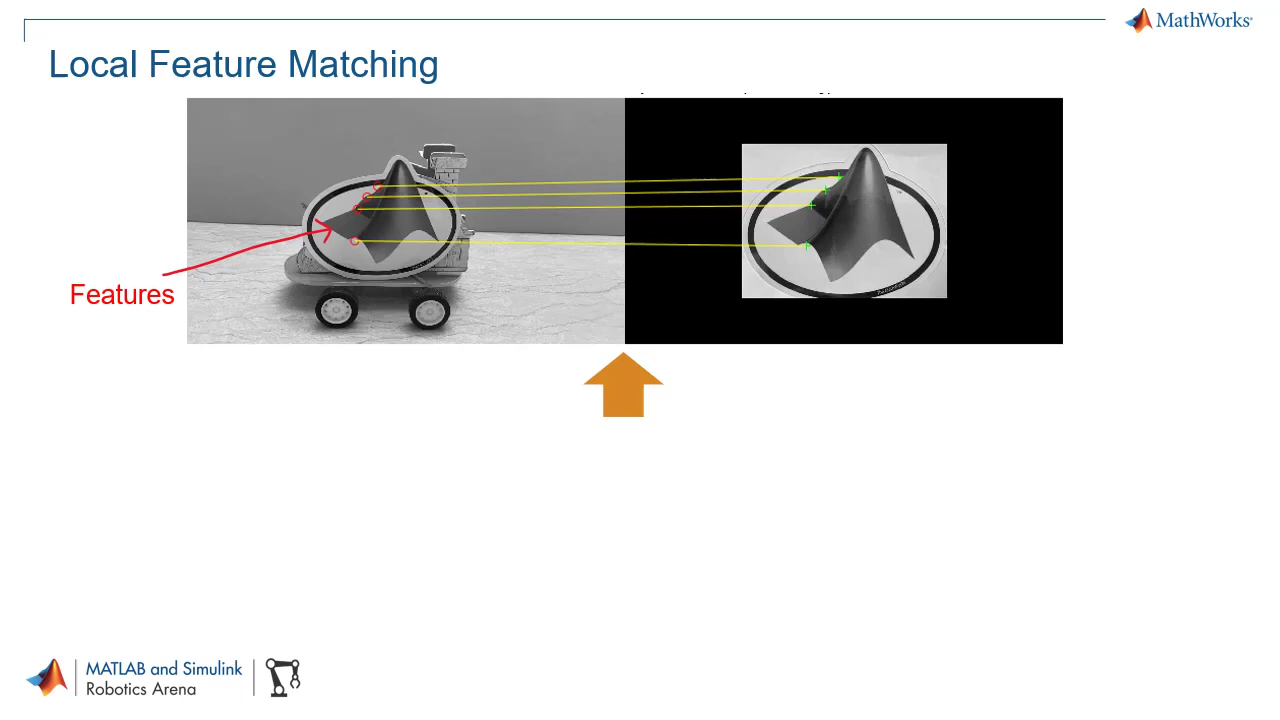 MathWorks®
Local Feature Matching
Features
MATLAB and Simulink
Robotics Arena